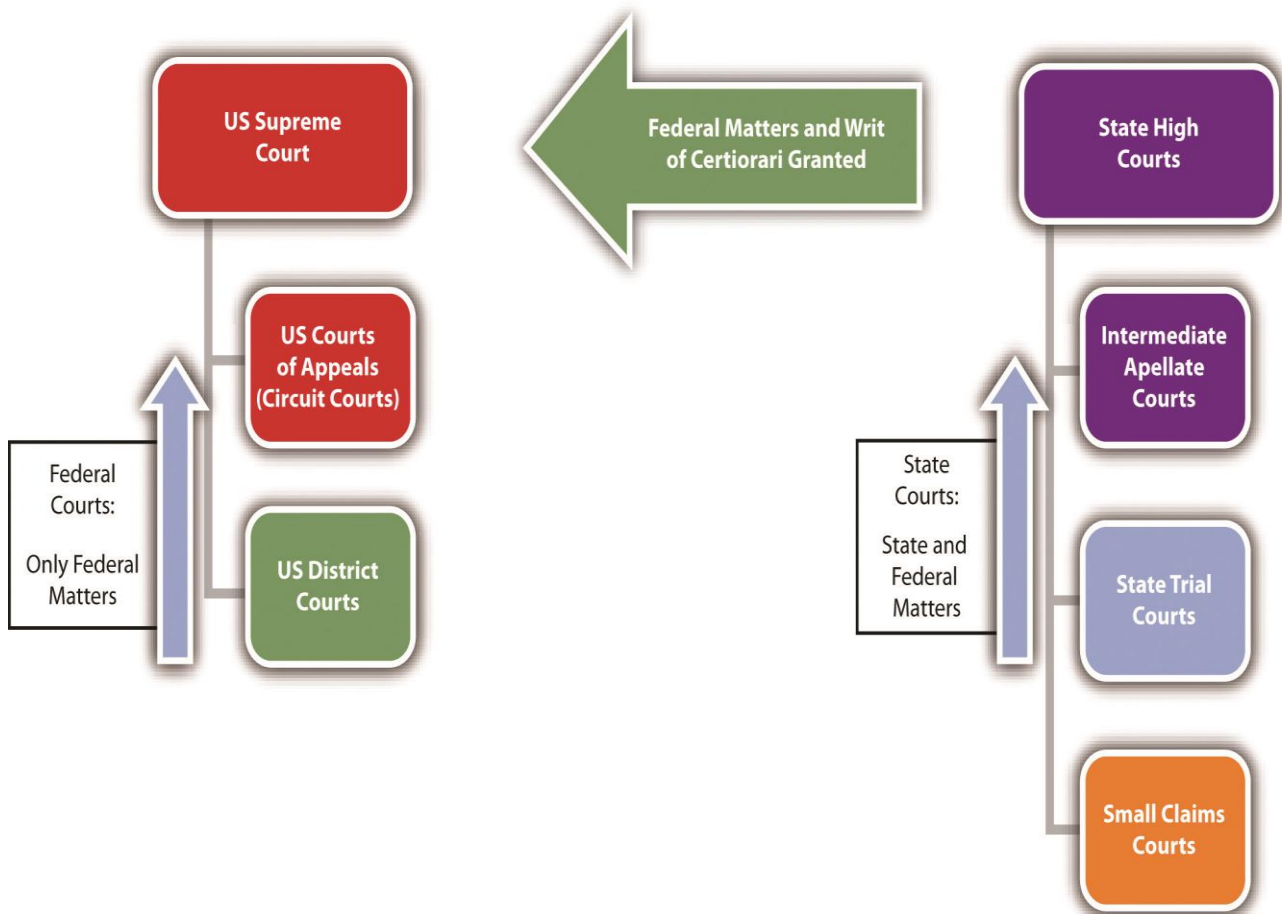 US Supreme
Court
Federal Matters and Writ
of Certiorari Granted
State High
Courts
US Courts
of Appeals
(Circuit Courts)
Intermediate
Apellate
Courts
Federal
Courts:
Only Federal
Matters
State
Courts:
State and
Federal
Matters
US District
Courts
State Trial
Courts
Small Claims
Courts